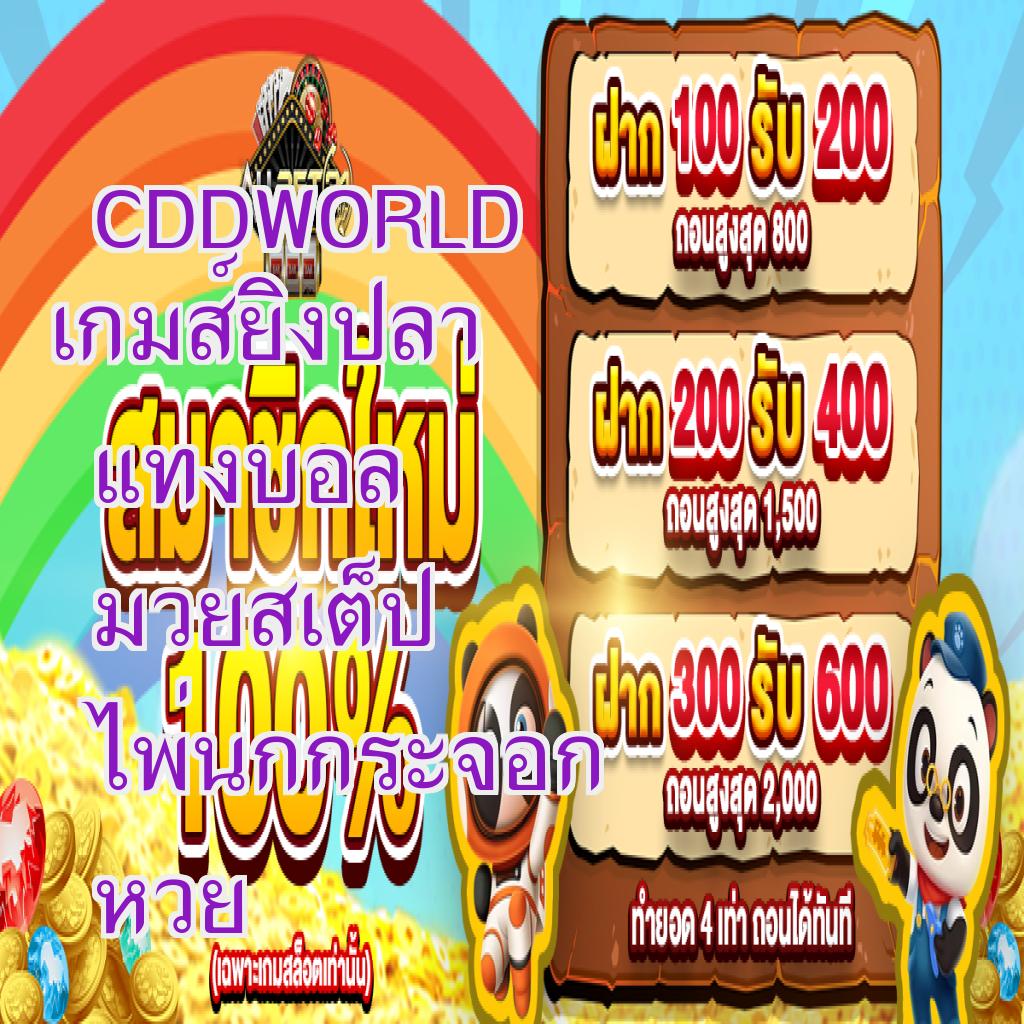 CDDWORLD
เกมส์ยิงปลา
สมาชิกใหม่
แทงบอล
มวยสเต็ป
100%
ไพ่นกกระจอก
หวย
(เฉพาะเกมสล็อตเท่านั้น)
ฝาก 100 รับ 200
ถอนสูงสุด 800
ฝาก 200 รับ 400
ถอนสูงสุด 1,500
ฝาก 300 รับ 600
ถอนสูงสุด 2,000
ทำยอด 4 เท่า ถอนได้ทันที